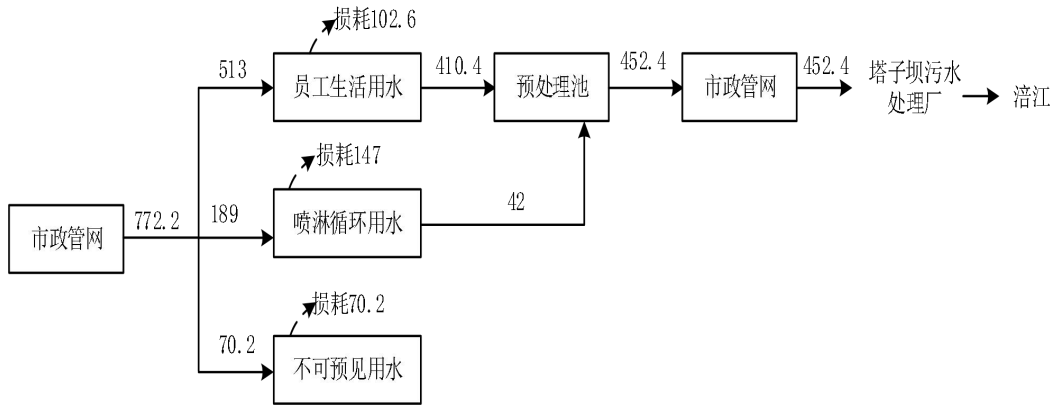 损耗102.6
513
员工生活用水
410.4
预处理池
452.4
市政管网
452.4
塔子坝污水
处理厂
涪江
损耗147
市政管网
772.2
189
喷淋循环用水
42
损耗70.2
70.2
不可预见用水